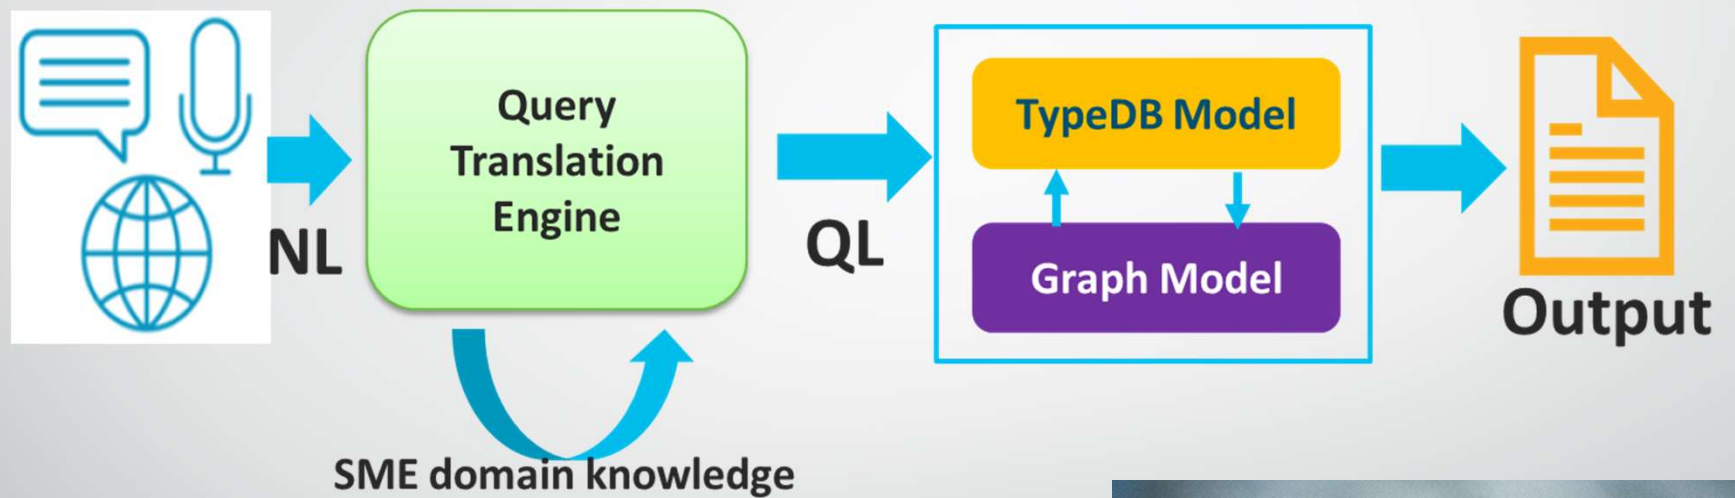 Query
Translation
Engine
NL
QL
TypeDB Model
Graph Model
Output
SME domain knowledge